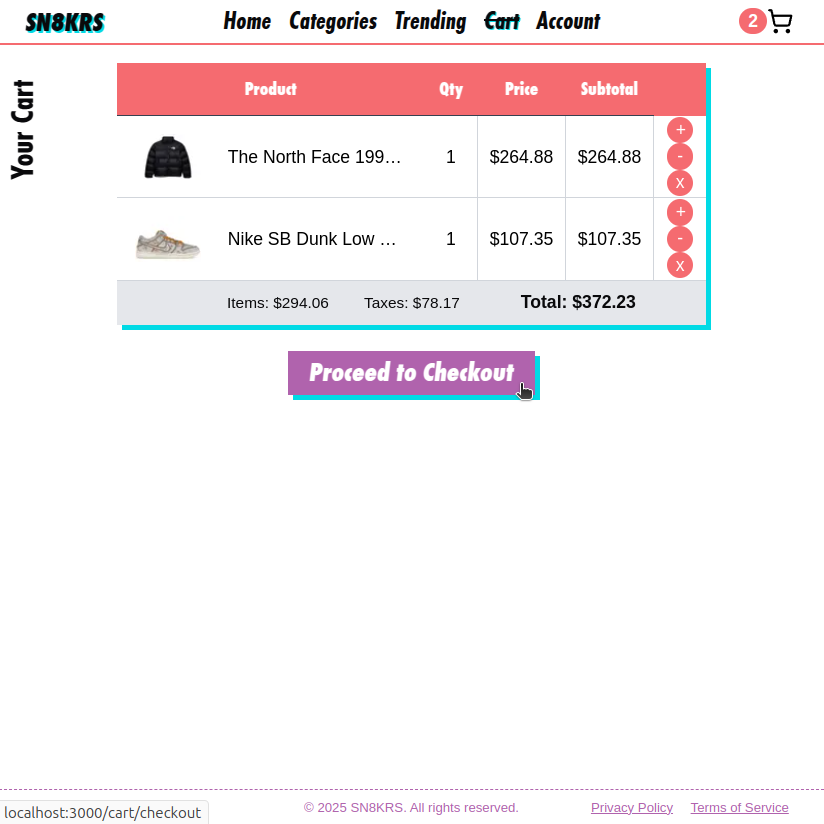 SN8KRS Home Categories Trending Cart Account 2
Your Cart
Product Qty Price Subtotal
The North Face 199… 1 $264.88 $264.88 + - x
Nike SB Dunk Low … 1 $107.35 $107.35 + - x
Items: $294.06 Taxes: $78.17 Total: $372.23
Proceed to Checkout
© 2025 SN8KRS. All rights reserved. Privacy Policy Terms of Service
localhost:3000/cart/checkout